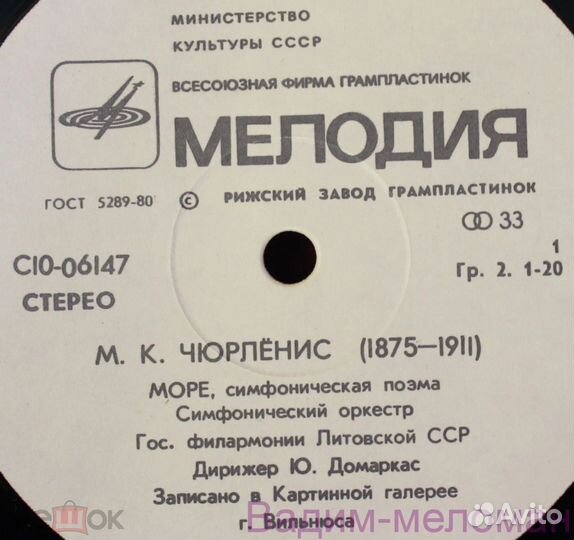 МИНИСТЕРСТВО
КУЛЬТУРЫ СССР
ВСЕСОЮЗНАЯ ФИРМА ГРАМПЛАСТИНОК
МЕЛОДИЯ
ГОСТ 5289-80 © РИЖСКИЙ ЗАВОД ГРАМПЛАСТИНОК
33
С10-06147
1
Гр. 2. 1-20
СТЕРЕО
М. К. ЧЮРЛЁНИС (1875—1911)
МОРЕ, симфоническая поэма
Симфонический оркестр
Гос. филармонии Литовской ССР
Дирижер Ю. Домаркас
Записано в Картинной галерее
г. Вильнюса
Вадим-меломан
Avito